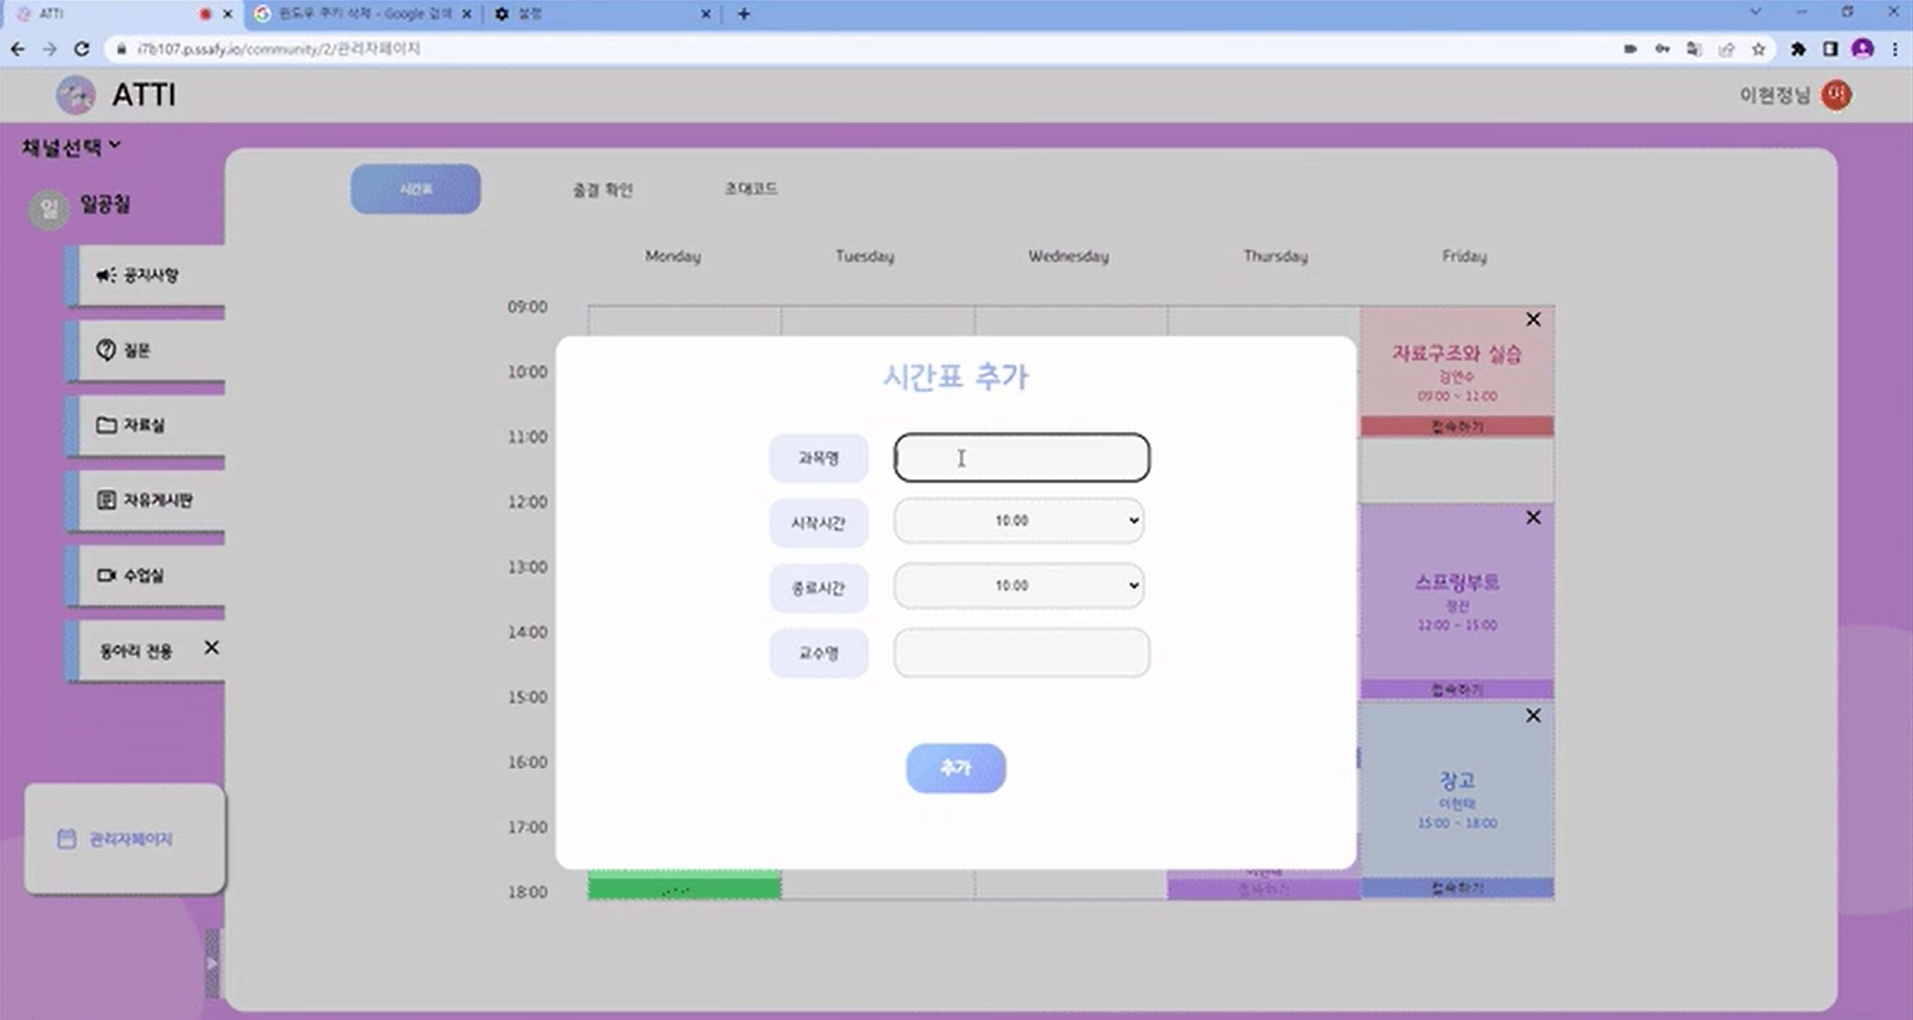 ATTI
윈도우 쿠키 삭제 - Google 검색
설정
i7b107.p.ssafy.io/community/2/관리자페이지
ATTI
이현정님
이
채널선택
일
일공칠
공지사항
질문
자료실
자유게시판
수업실
동아리 전용
관리자페이지
시간표
출결 확인
초대코드
Monday
Tuesday
Wednesday
Thursday
Friday
09:00
10:00
11:00
12:00
13:00
14:00
15:00
16:00
17:00
18:00
시간표 추가
과목명
시작시간
10:00
종료시간
10:00
교수명
추가
자료구조와 실습
김연수
09:00 ~ 11:00
접속하기
스프링부트
정진
12:00 ~ 15:00
접속하기
장고
이현태
15:00 ~ 18:00
접속하기
접속하기